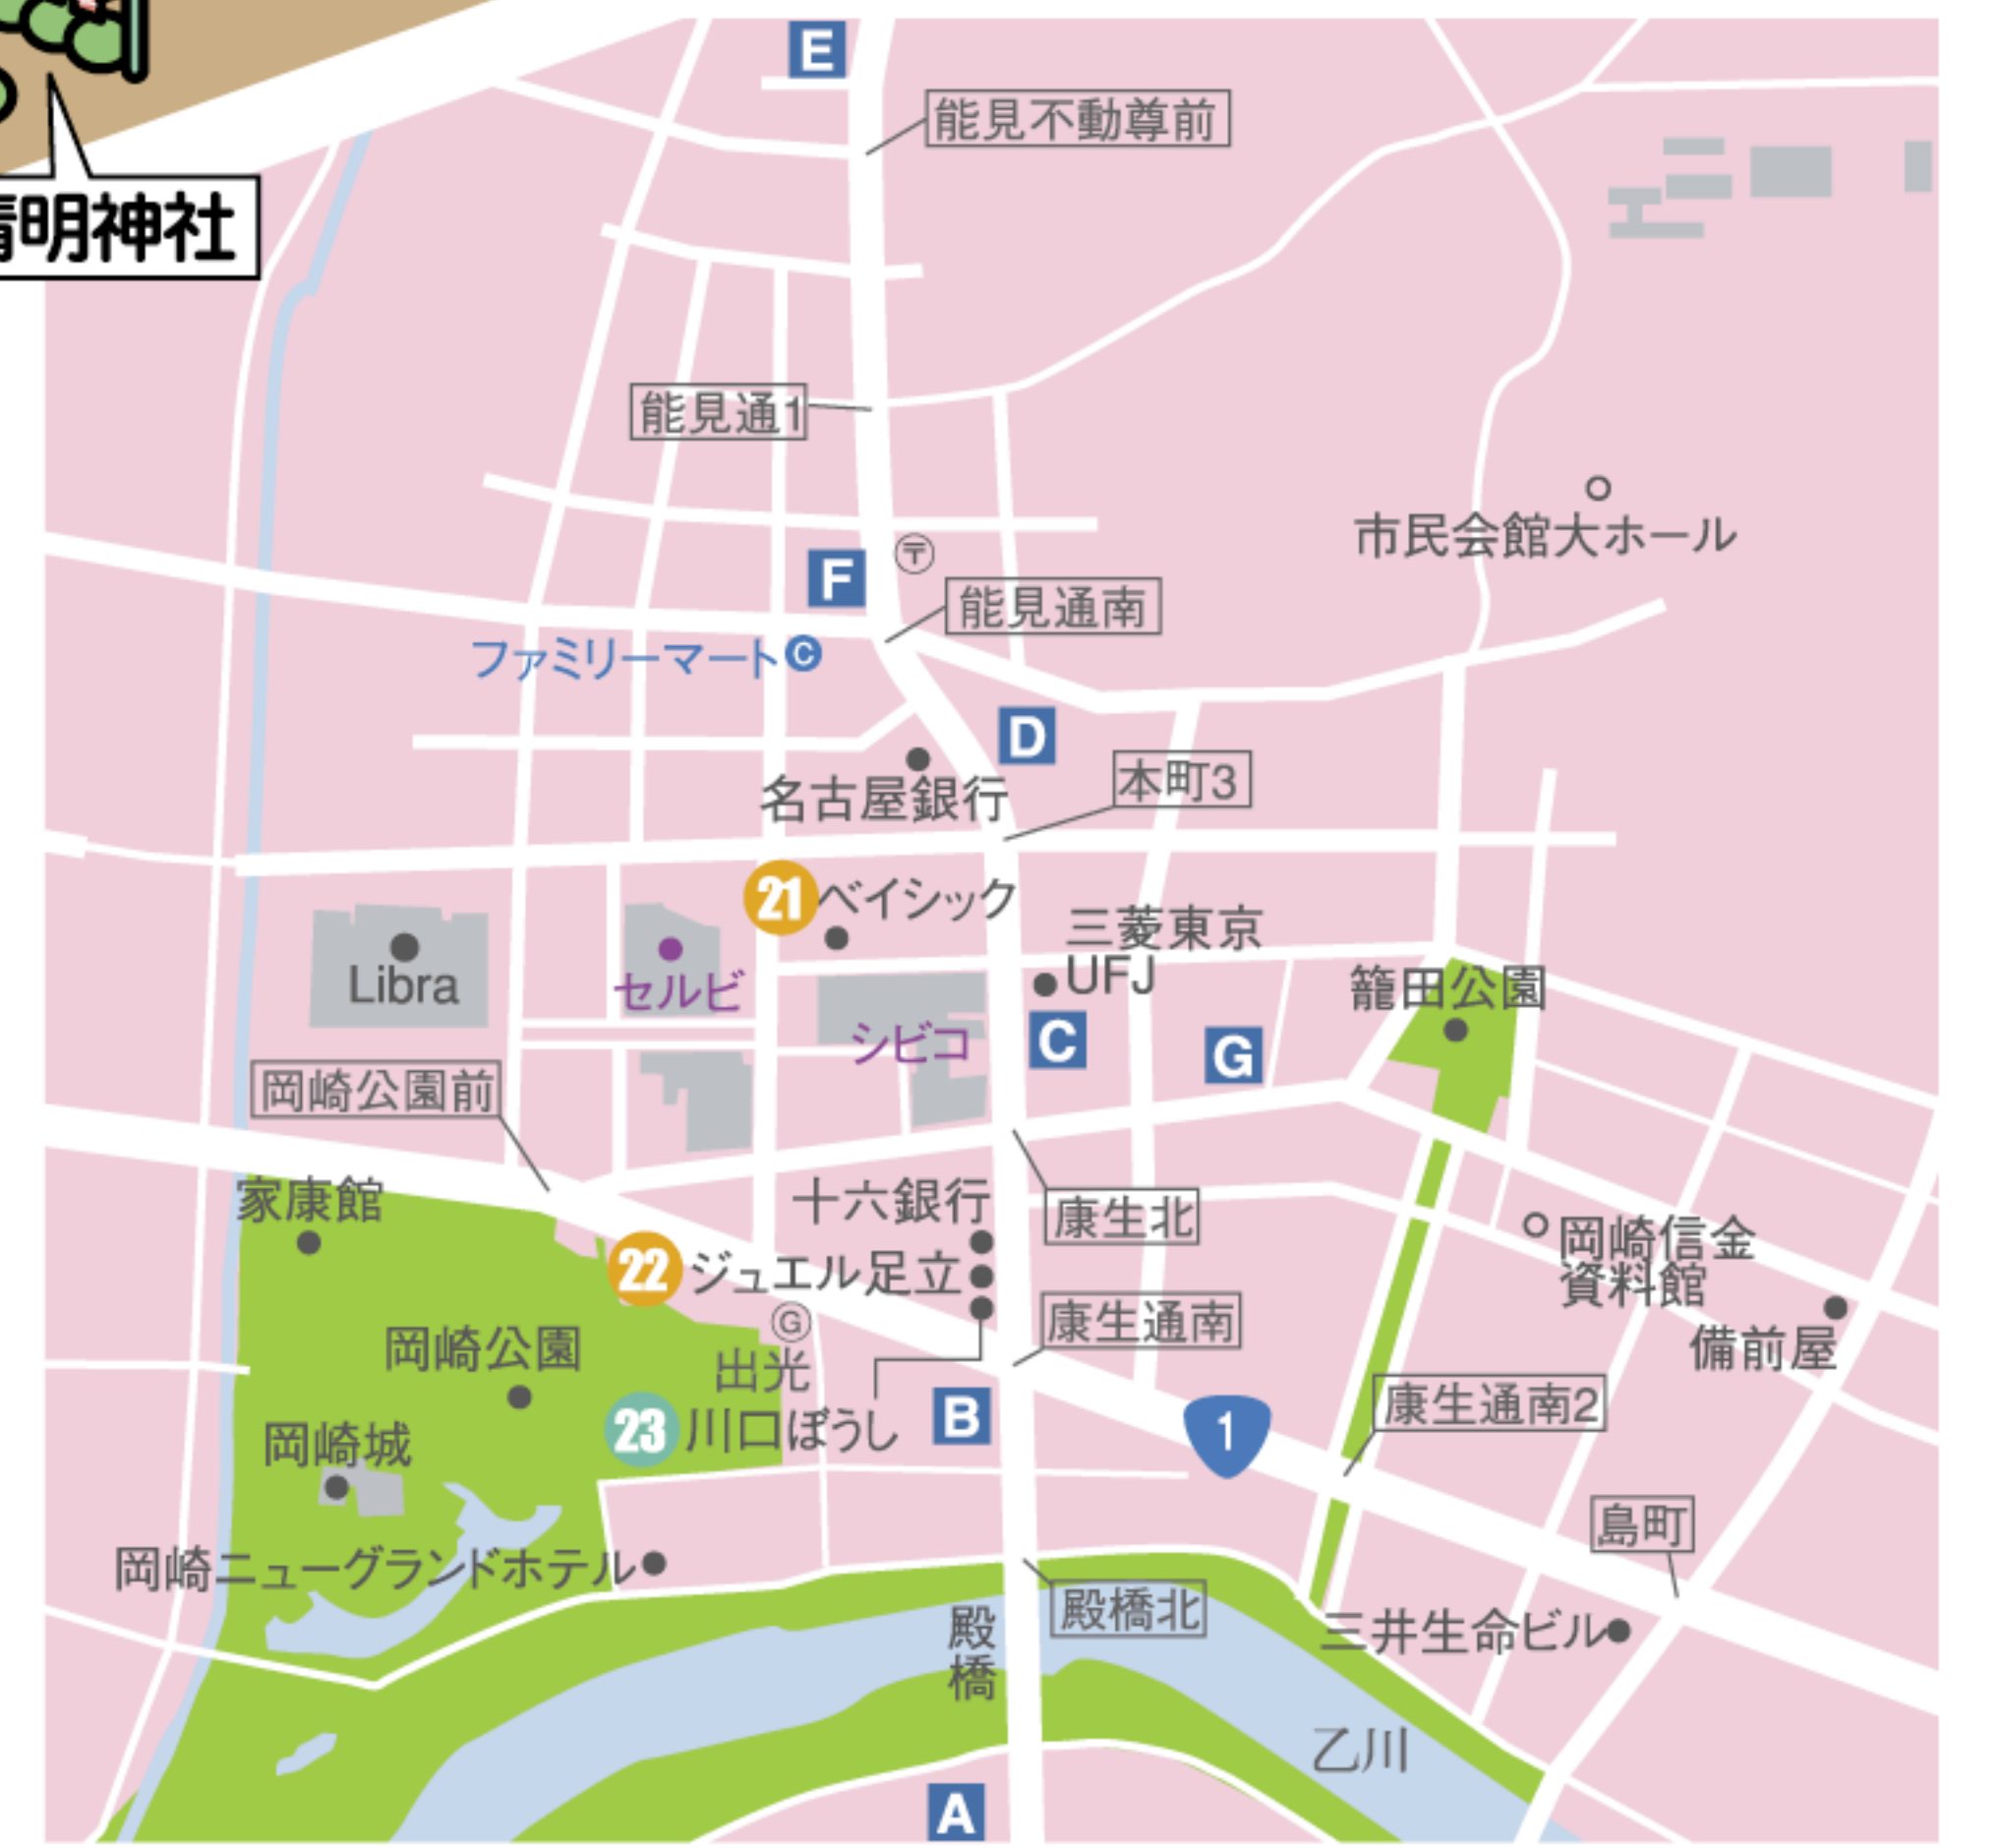 E
能見不動尊前
明神社
能見通1
市民会館大ホール
F
〒
能見通南
ファミリーマート C
D
名古屋銀行
本町3
21 ベイシック
三菱東京
UFJ
Libra
セルビ
シビコ
籠田公園
C
G
岡崎公園前
家康館
十六銀行
康生北
岡崎信金
資料館
22 ジュエル足立
G
出光
康生通南
備前屋
岡崎公園
23 川口ぼうし
B
1
康生通南2
岡崎城
島町
岡崎ニューグランドホテル
殿橋
殿橋北
三井生命ビル
乙川
A